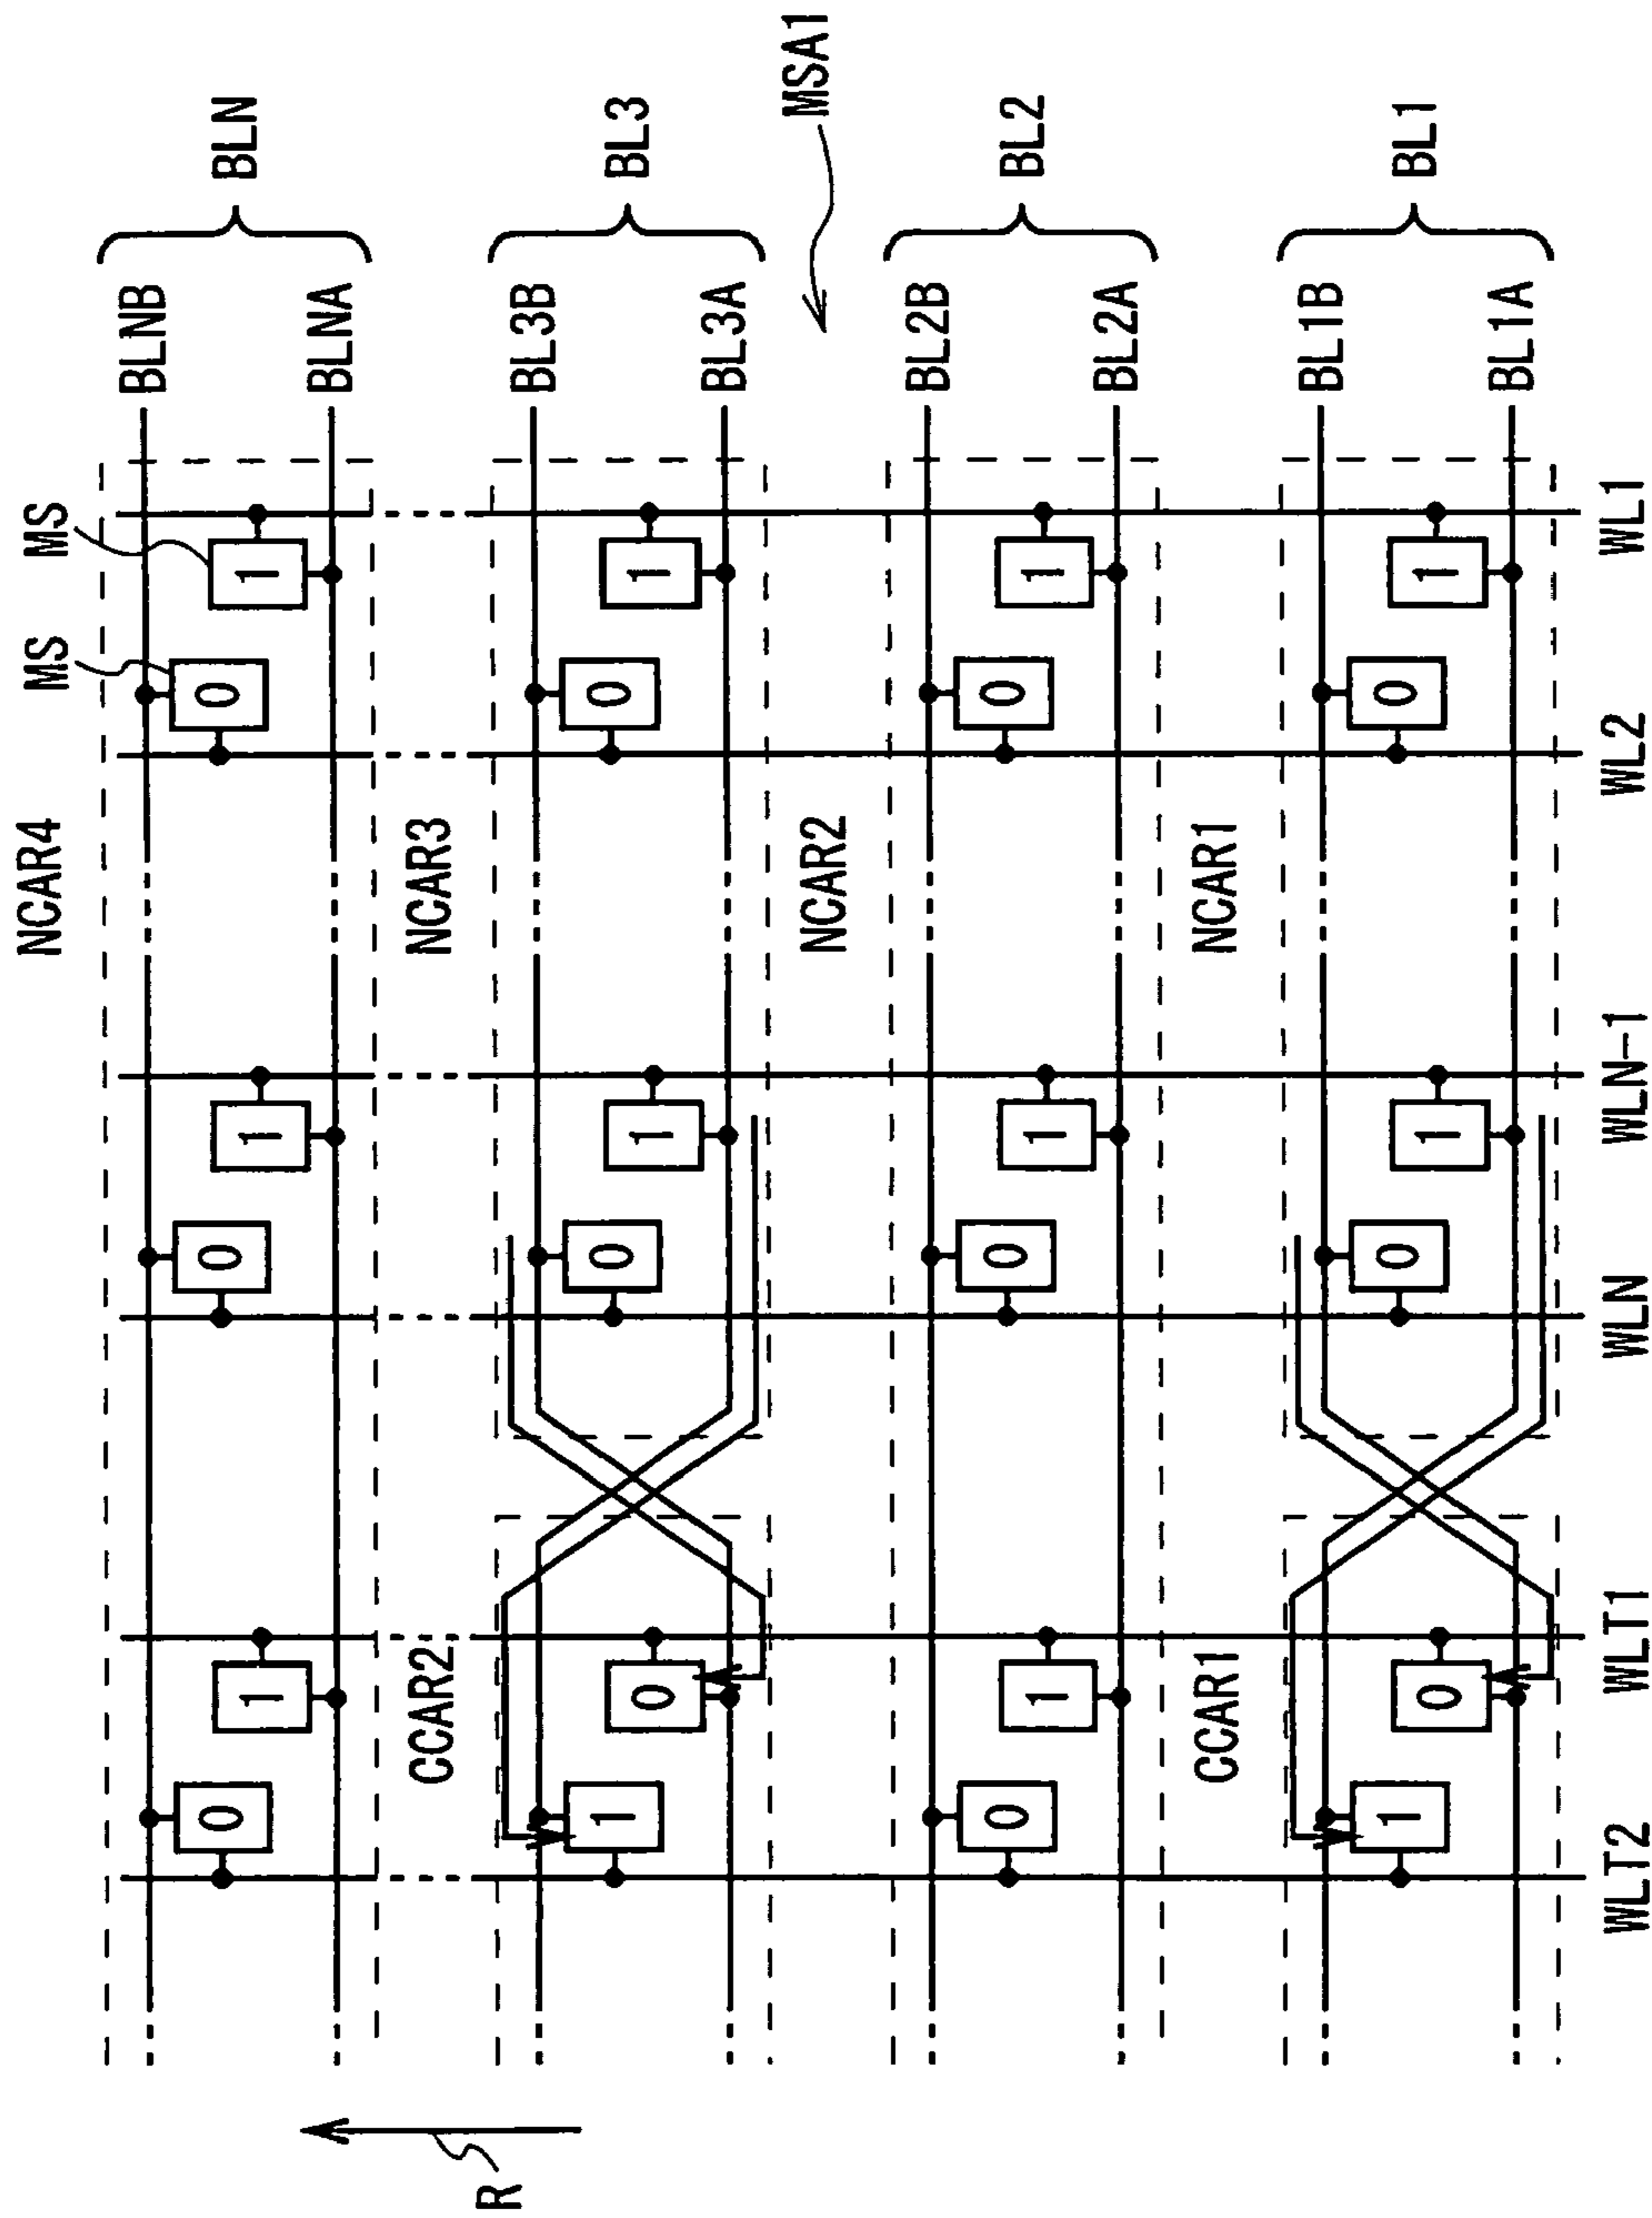 NCAR4 MS MS
BLNB
0 1 0 1 0 1 BLN
BLNA
CCAR2 NCAR3
R
BL3B
1 0 0 1 0 1 BL3
BL3A
NCAR2 MSA1
BL2B
0 1 0 1 0 1 BL2
BL2A
CCAR1 NCAR1
BL1B
1 0 0 1 0 1 BL1
BL1A
WLT2 WLT1 WLN WLN-1 WL2 WL1